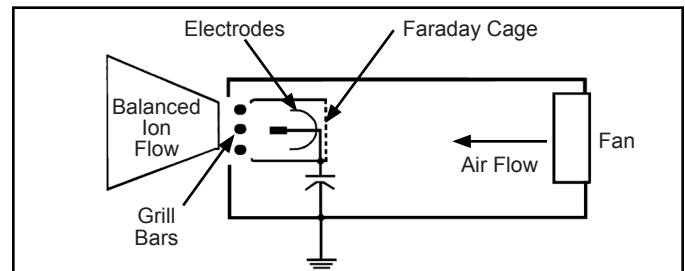 Electrodes
Faraday Cage
Balanced
Ion
Flow
Fan
Air Flow
Grill
Bars